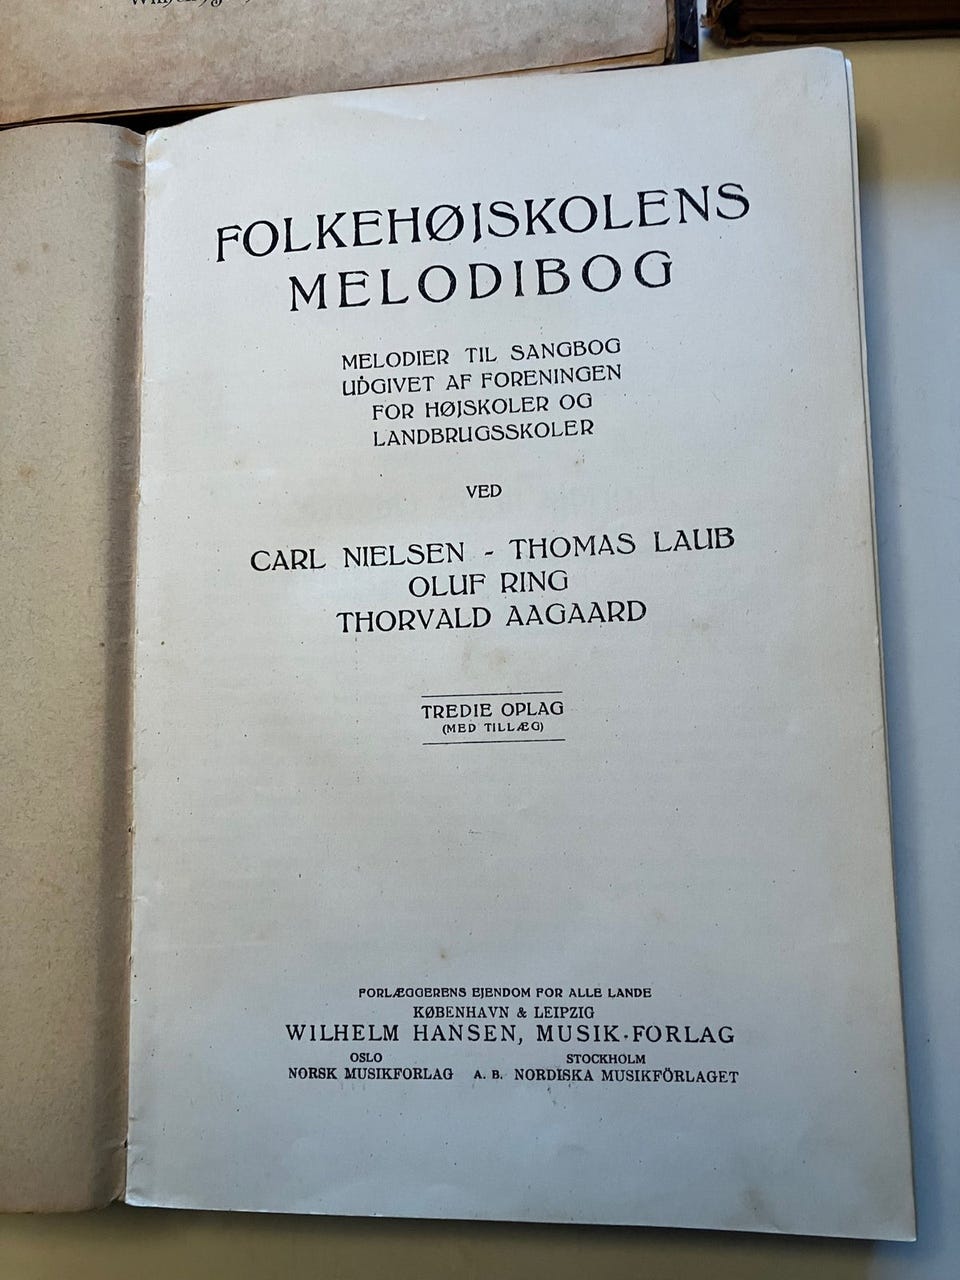 FOLKEHØJSKOLENS
MELODIBOG
MELODIER TIL SANGBOG
UDGIVET AF FORENINGEN
FOR HØJSKOLER OG
LANDBRUGSSKOLER
VED
CARL NIELSEN - THOMAS LAUB
OLUF RING
THORVALD AAGAARD
TREDIE OPLAG
(MED TILLÆG)
FORLÆGGERENS EJENDOM FOR ALLE LANDE
KØBENHAVN & LEIPZIG
WILHELM HANSEN, MUSIK-FORLAG
OSLO STOCKHOLM
NORSK MUSIKFORLAG A. B. NORDISKA MUSIKFÖRLAGET